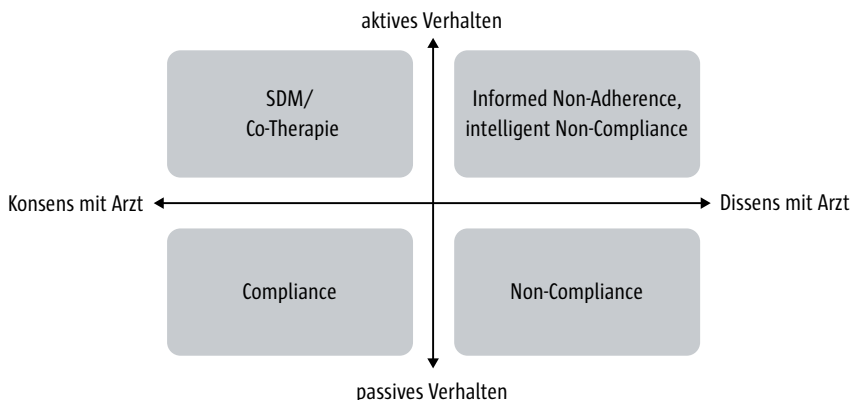 aktives Verhalten
SDM/
Co-Therapie
Informed Non-Adherence,
intelligent Non-Compliance
Konsens mit Arzt
Dissens mit Arzt
Compliance
Non-Compliance
passives Verhalten